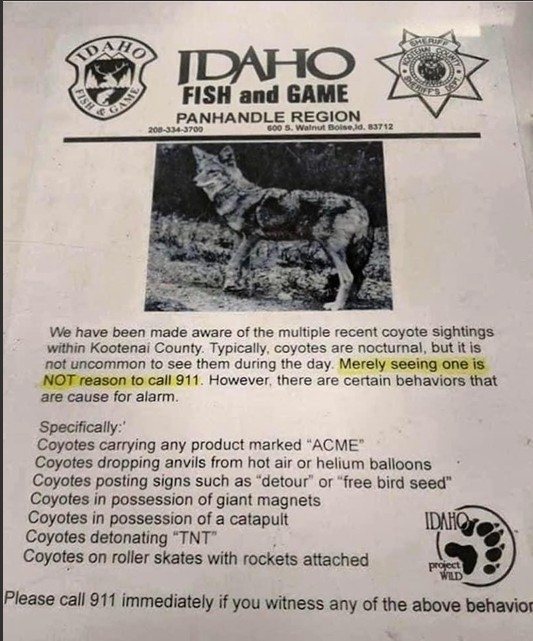 IDAHO
FISH & GAME
IDAHO
FISH and GAME
PANHANDLE REGION
208-334-3700 600 S. Walnut Boise,Id. 83712
SHERIFF
KOOTENAI COUNTY
SHERIFF'S DEPT.
We have been made aware of the multiple recent coyote sightings
within Kootenai County. Typically, coyotes are nocturnal, but it is
not uncommon to see them during the day. Merely seeing one is
NOT reason to call 911. However, there are certain behaviors that
are cause for alarm.
Specifically:'
Coyotes carrying any product marked "ACME"
Coyotes dropping anvils from hot air or helium balloons
Coyotes posting signs such as "detour" or "free bird seed"
Coyotes in possession of giant magnets
Coyotes in possession of a catapult
Coyotes detonating "TNT"
Coyotes on roller skates with rockets attached
IDAHO
project
WILD
Please call 911 immediately if you witness any of the above behavior